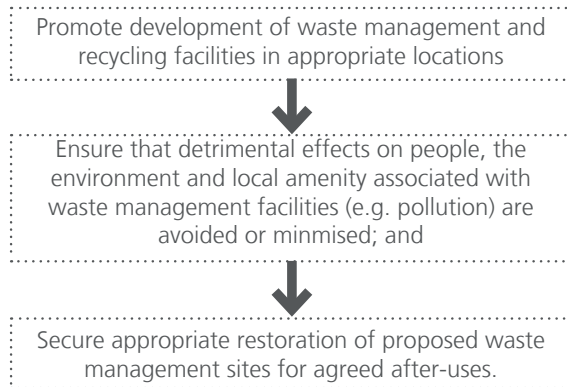 Promote development of waste management and
recycling facilities in appropriate locations
Ensure that detrimental effects on people, the
environment and local amenity associated with
waste management facilities (e.g. pollution) are
avoided or minmised; and
Secure appropriate restoration of proposed waste
management sites for agreed after-uses.